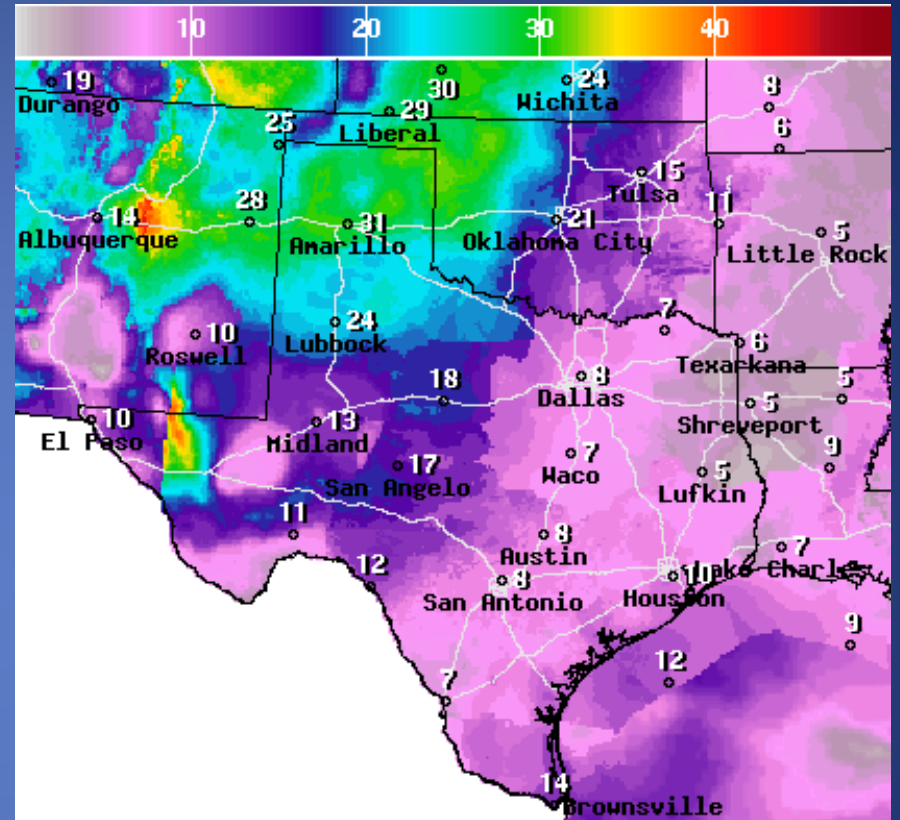 10 20 30 40
19
Durango
30
24
Wichita
8
29
Liberal
25
6
15
Tulsa
14
Albuquerque
28
31
Amarillo
21
Oklahoma City
11
5
Little Rock
10
Roswell
24
Lubbock
7
6
Texarkana
18
8
Dallas
5
5
Shreveport
10
El Paso
13
Midland
17
San Angelo
7
Waco
5
Lufkin
9
11
8
Austin
7
Lake Charles
12
8
San Antonio
10
Houston
9
12
7
14
Brownsville